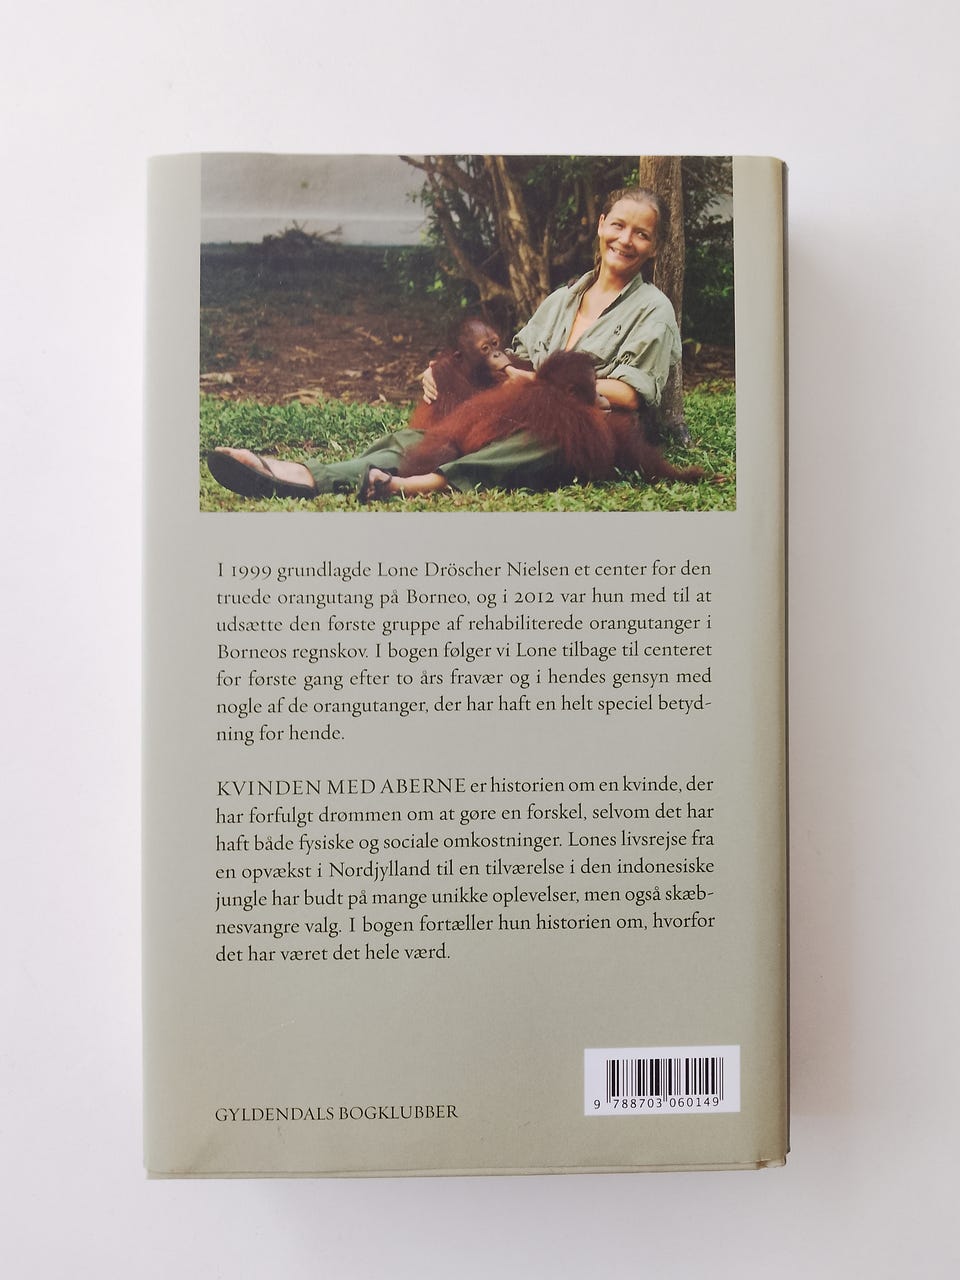 I 1999 grundlagde Lone Dröscher Nielsen et center for den
truede orangutang på Borneo, og i 2012 var hun med til at
udsætte den første gruppe af rehabiliterede orangutanger i
Borneos regnskov. I bogen følger vi Lone tilbage til centeret
for første gang efter to års fravær og i hendes gensyn med
nogle af de orangutanger, der har haft en helt speciel betyd-
ning for hende.
KVINDEN MED ABERNE er historien om en kvinde, der
har forfulgt drømmen om at gøre en forskel, selvom det har
haft både fysiske og sociale omkostninger. Lones livsrejse fra
en opvækst i Nordjylland til en tilværelse i den indonesiske
jungle har budt på mange unikke oplevelser, men også skæb-
nesvangre valg. I bogen fortæller hun historien om, hvorfor
det har været det hele værd.
GYLDENDALS BOGKLUBBER
9 788703 060149